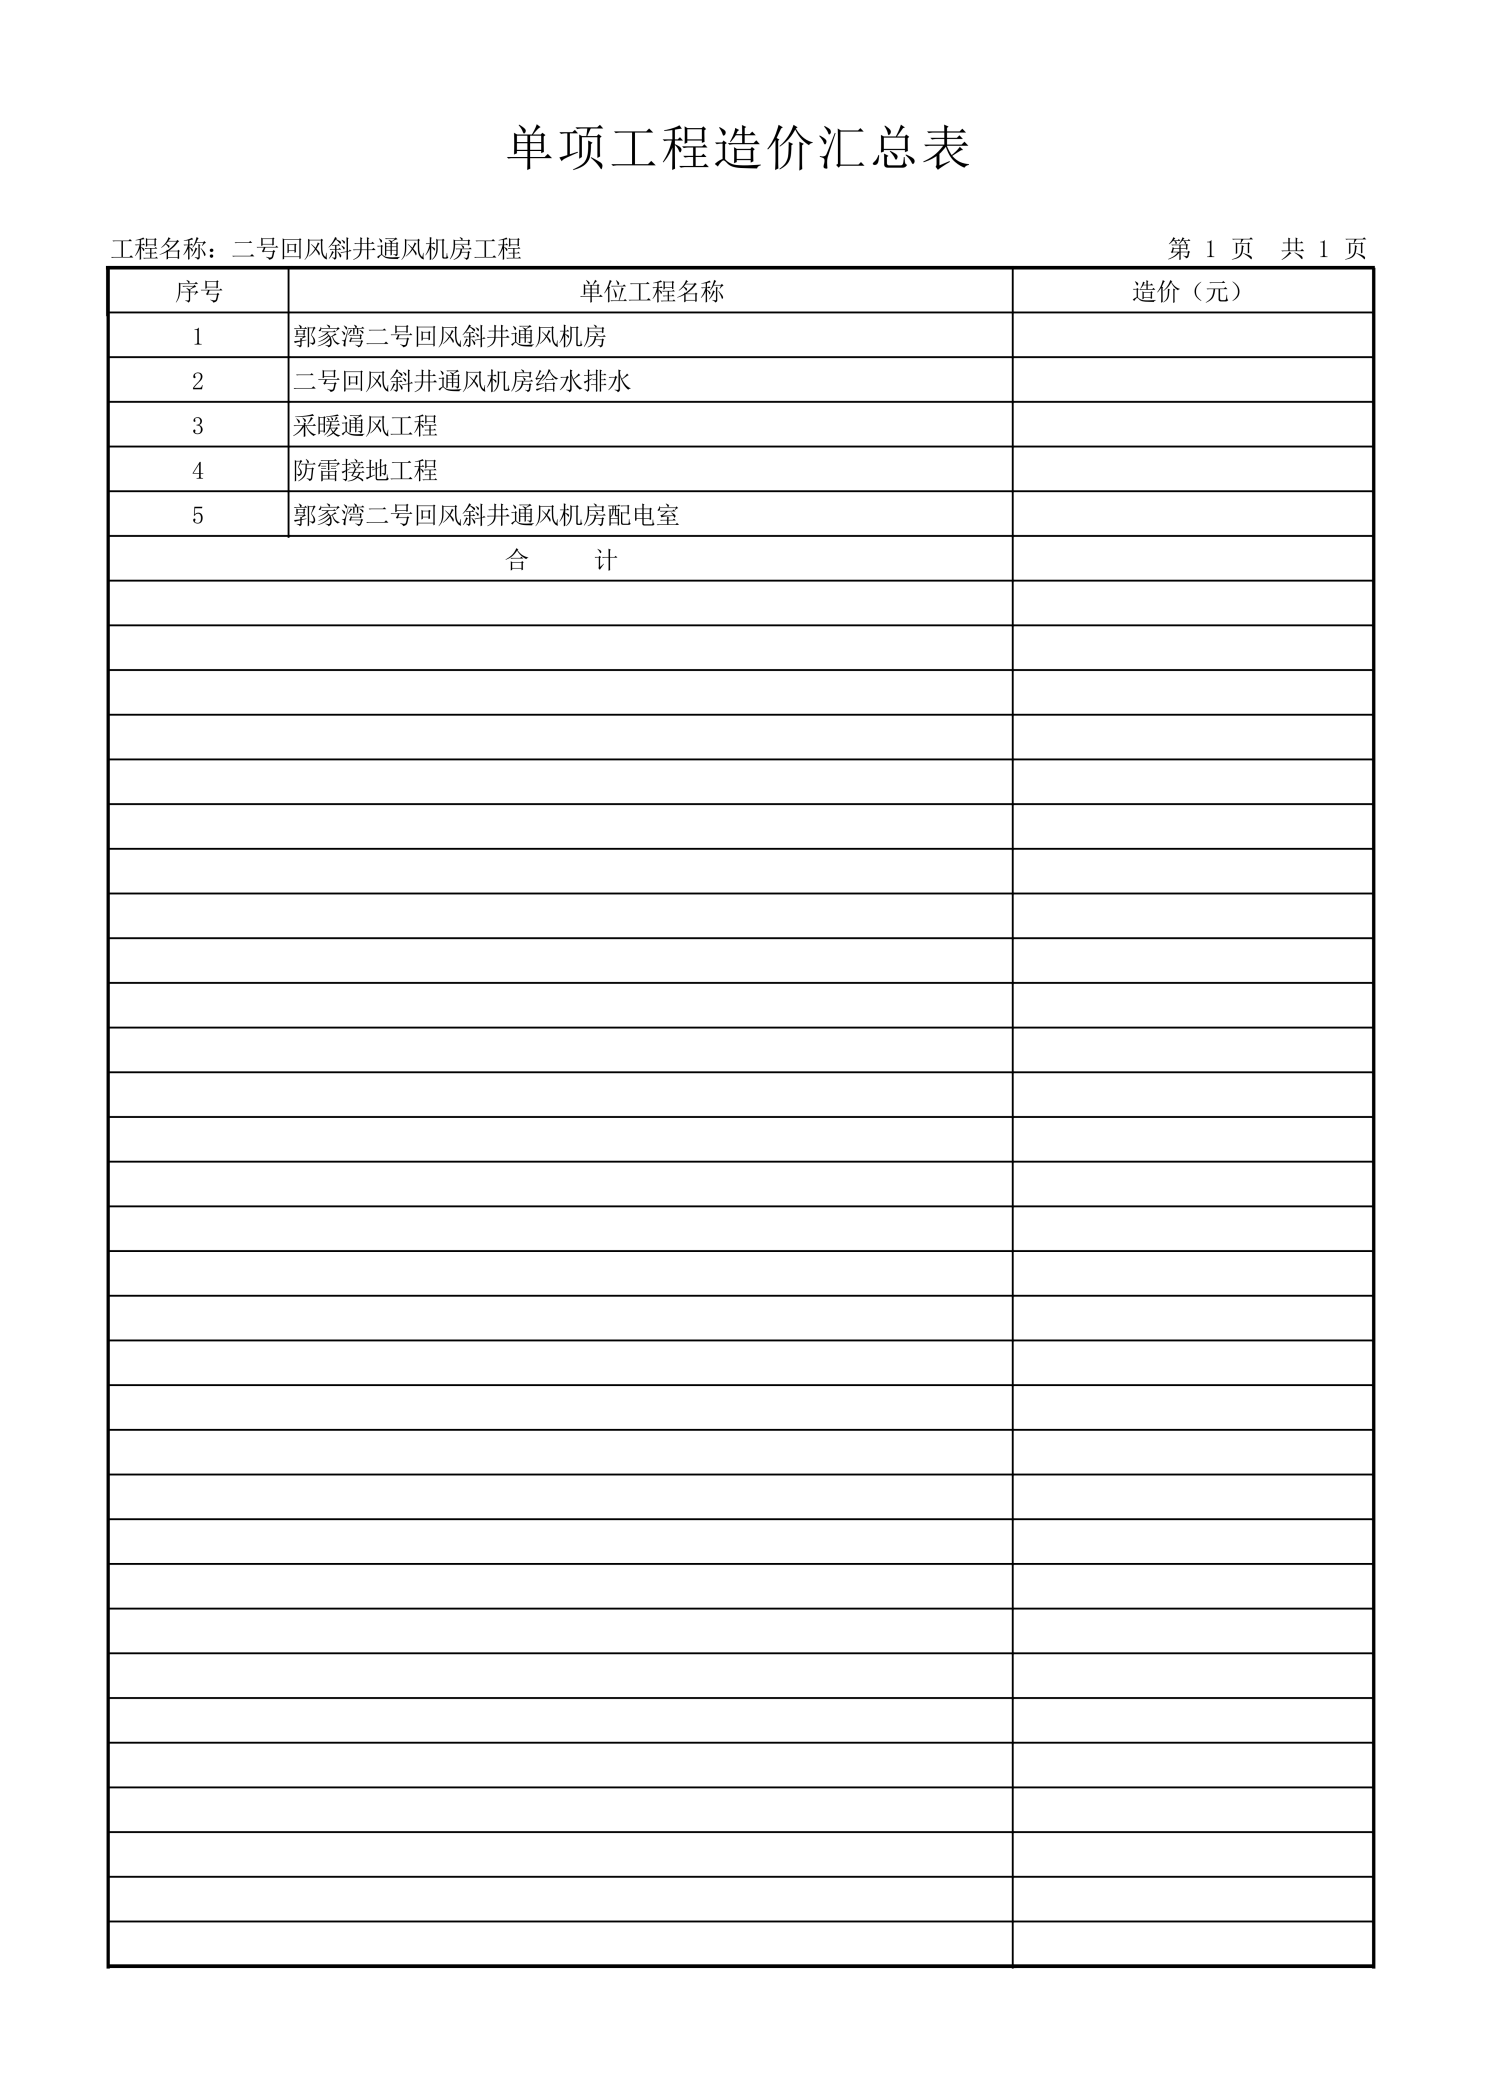 单项工程造价汇总表
工程名称：二号回风斜井通风机房工程 第 1 页 共 1 页
序号 单位工程名称 造价（元）
1 郭家湾二号回风斜井通风机房
2 二号回风斜井通风机房给水排水
3 采暖通风工程
4 防雷接地工程
5 郭家湾二号回风斜井通风机房配电室
合 计